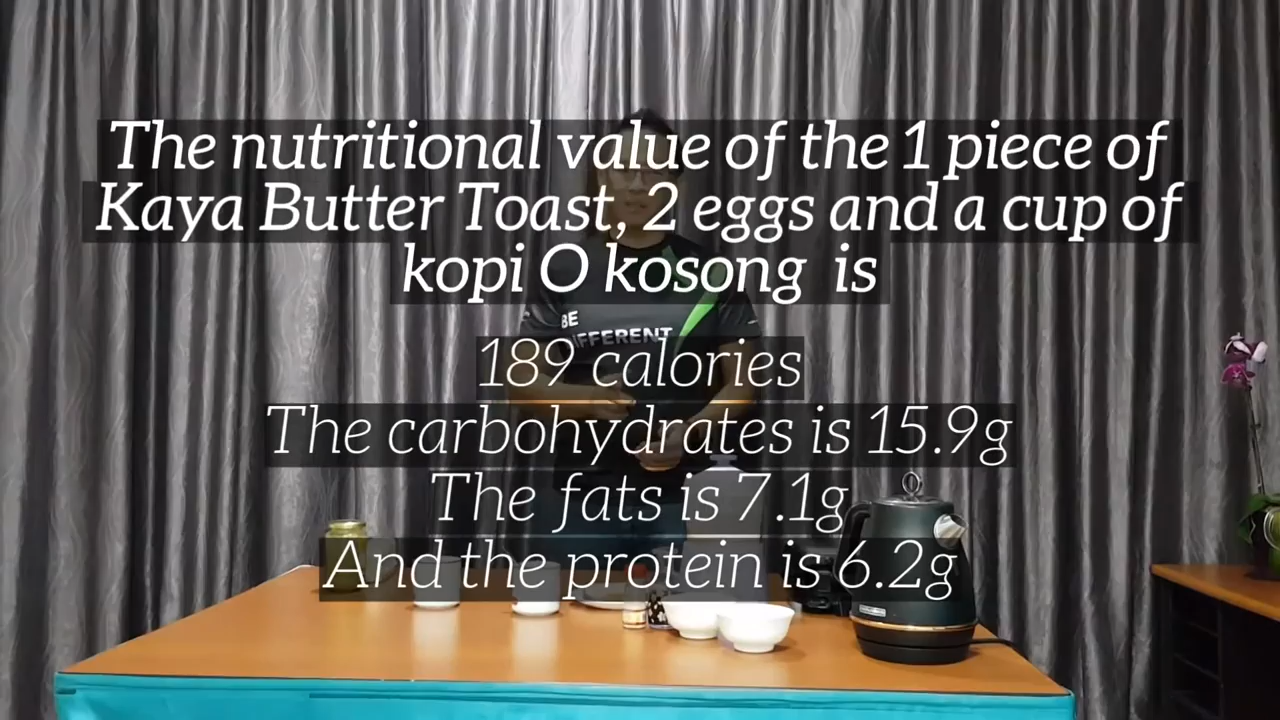 The nutritional value of the 1 piece of
Kaya Butter Toast, 2 eggs and a cup of
kopi O kosong is
BE
DIFFERENT
189 calories
The carbohydrates is 15.9g
The fats is 7.1g
And the protein is 6.2g